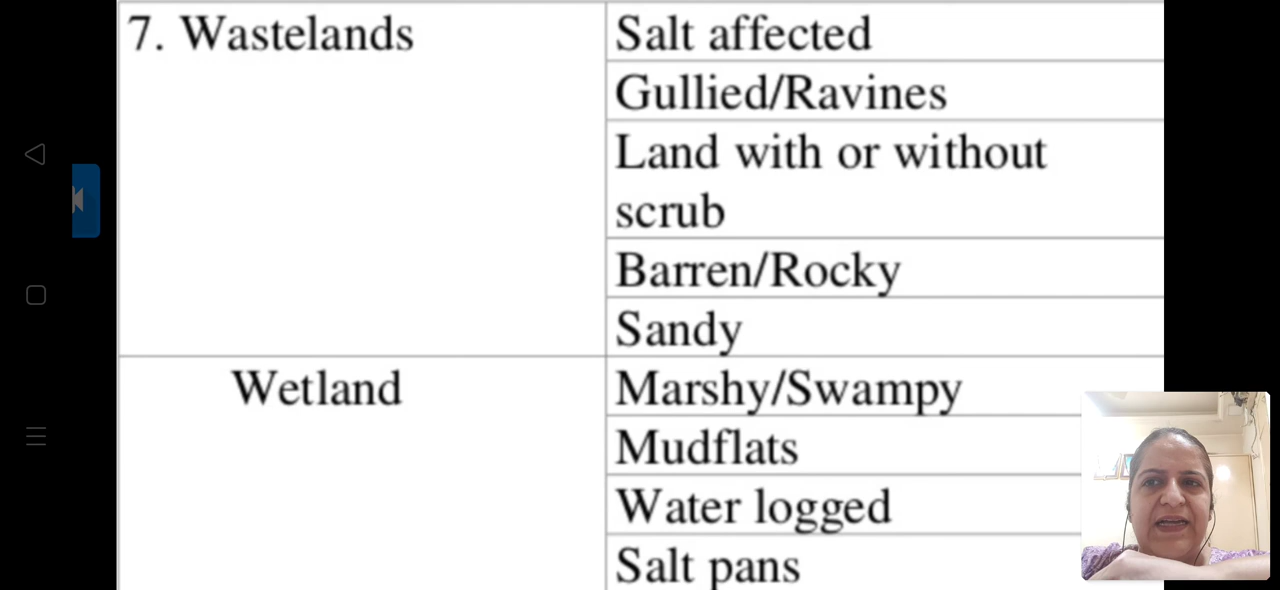 7. Wastelands
Salt affected
Gullied/Ravines
Land with or without
scrub
Barren/Rocky
Sandy
Wetland
Marshy/Swampy
Mudflats
Water logged
Salt pans